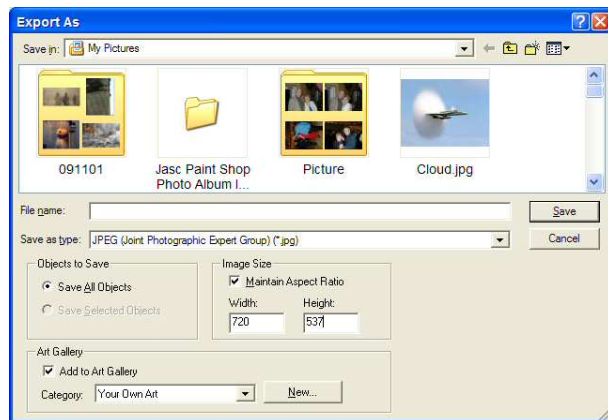 Export As
Save in: My Pictures
091101
Jasc Paint Shop
Photo Album I...
Picture
Cloud.jpg
File name:
Save
Save as type: JPEG (Joint Photographic Expert Group) (*.jpg)
Cancel
Objects to Save
Save All Objects
Save Selected Objects
Image Size
Maintain Aspect Ratio
Width: Height:
720 537
Art Gallery
Add to Art Gallery
Category: Your Own Art New...